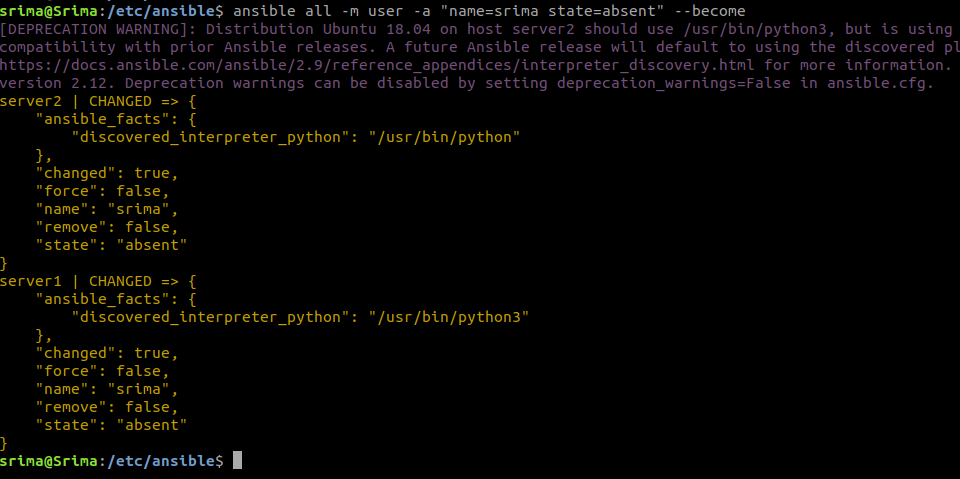 srima@Srima:/etc/ansible$ ansible all -m user -a "name=srima state=absent" --become
[DEPRECATION WARNING]: Distribution Ubuntu 18.04 on host server2 should use /usr/bin/python3, but is using
compatibility with prior Ansible releases. A future Ansible release will default to using the discovered pl
https://docs.ansible.com/ansible/2.9/reference_appendices/interpreter_discovery.html for more information.
version 2.12. Deprecation warnings can be disabled by setting deprecation_warnings=False in ansible.cfg.
server2 | CHANGED => {
    "ansible_facts": {
        "discovered_interpreter_python": "/usr/bin/python"
    },
    "changed": true,
    "force": false,
    "name": "srima",
    "remove": false,
    "state": "absent"
}
server1 | CHANGED => {
    "ansible_facts": {
        "discovered_interpreter_python": "/usr/bin/python3"
    },
    "changed": true,
    "force": false,
    "name": "srima",
    "remove": false,
    "state": "absent"
}
srima@Srima:/etc/ansible$